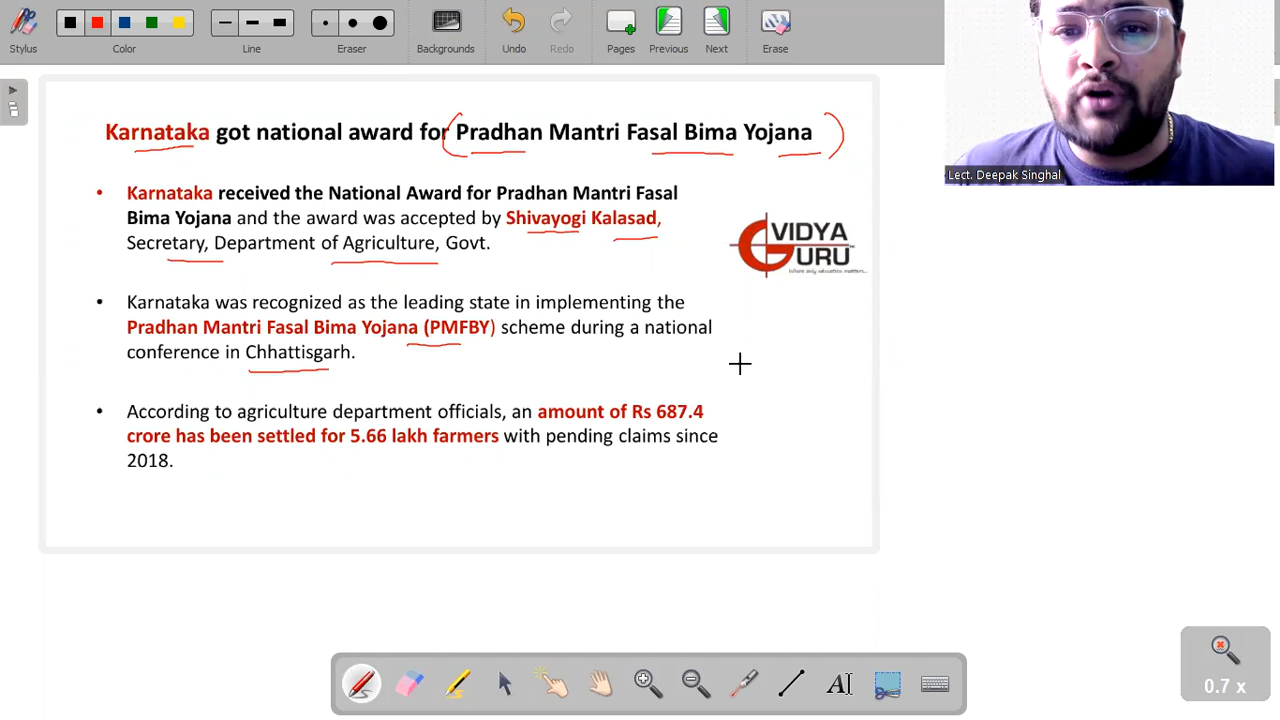 Stylus
Color
Line
Eraser
Backgrounds
Undo
Redo
Pages
Previous
Next
Erase
Lect. Deepak Singhal
Karnataka got national award for Pradhan Mantri Fasal Bima Yojana
• Karnataka received the National Award for Pradhan Mantri Fasal
Bima Yojana and the award was accepted by Shivayogi Kalasad,
Secretary, Department of Agriculture, Govt.
VIDYA
GURU
Where only education matters...
• Karnataka was recognized as the leading state in implementing the
Pradhan Mantri Fasal Bima Yojana (PMFBY) scheme during a national
conference in Chhattisgarh.
• According to agriculture department officials, an amount of Rs 687.4
crore has been settled for 5.66 lakh farmers with pending claims since
2018.
AI
0.7 x